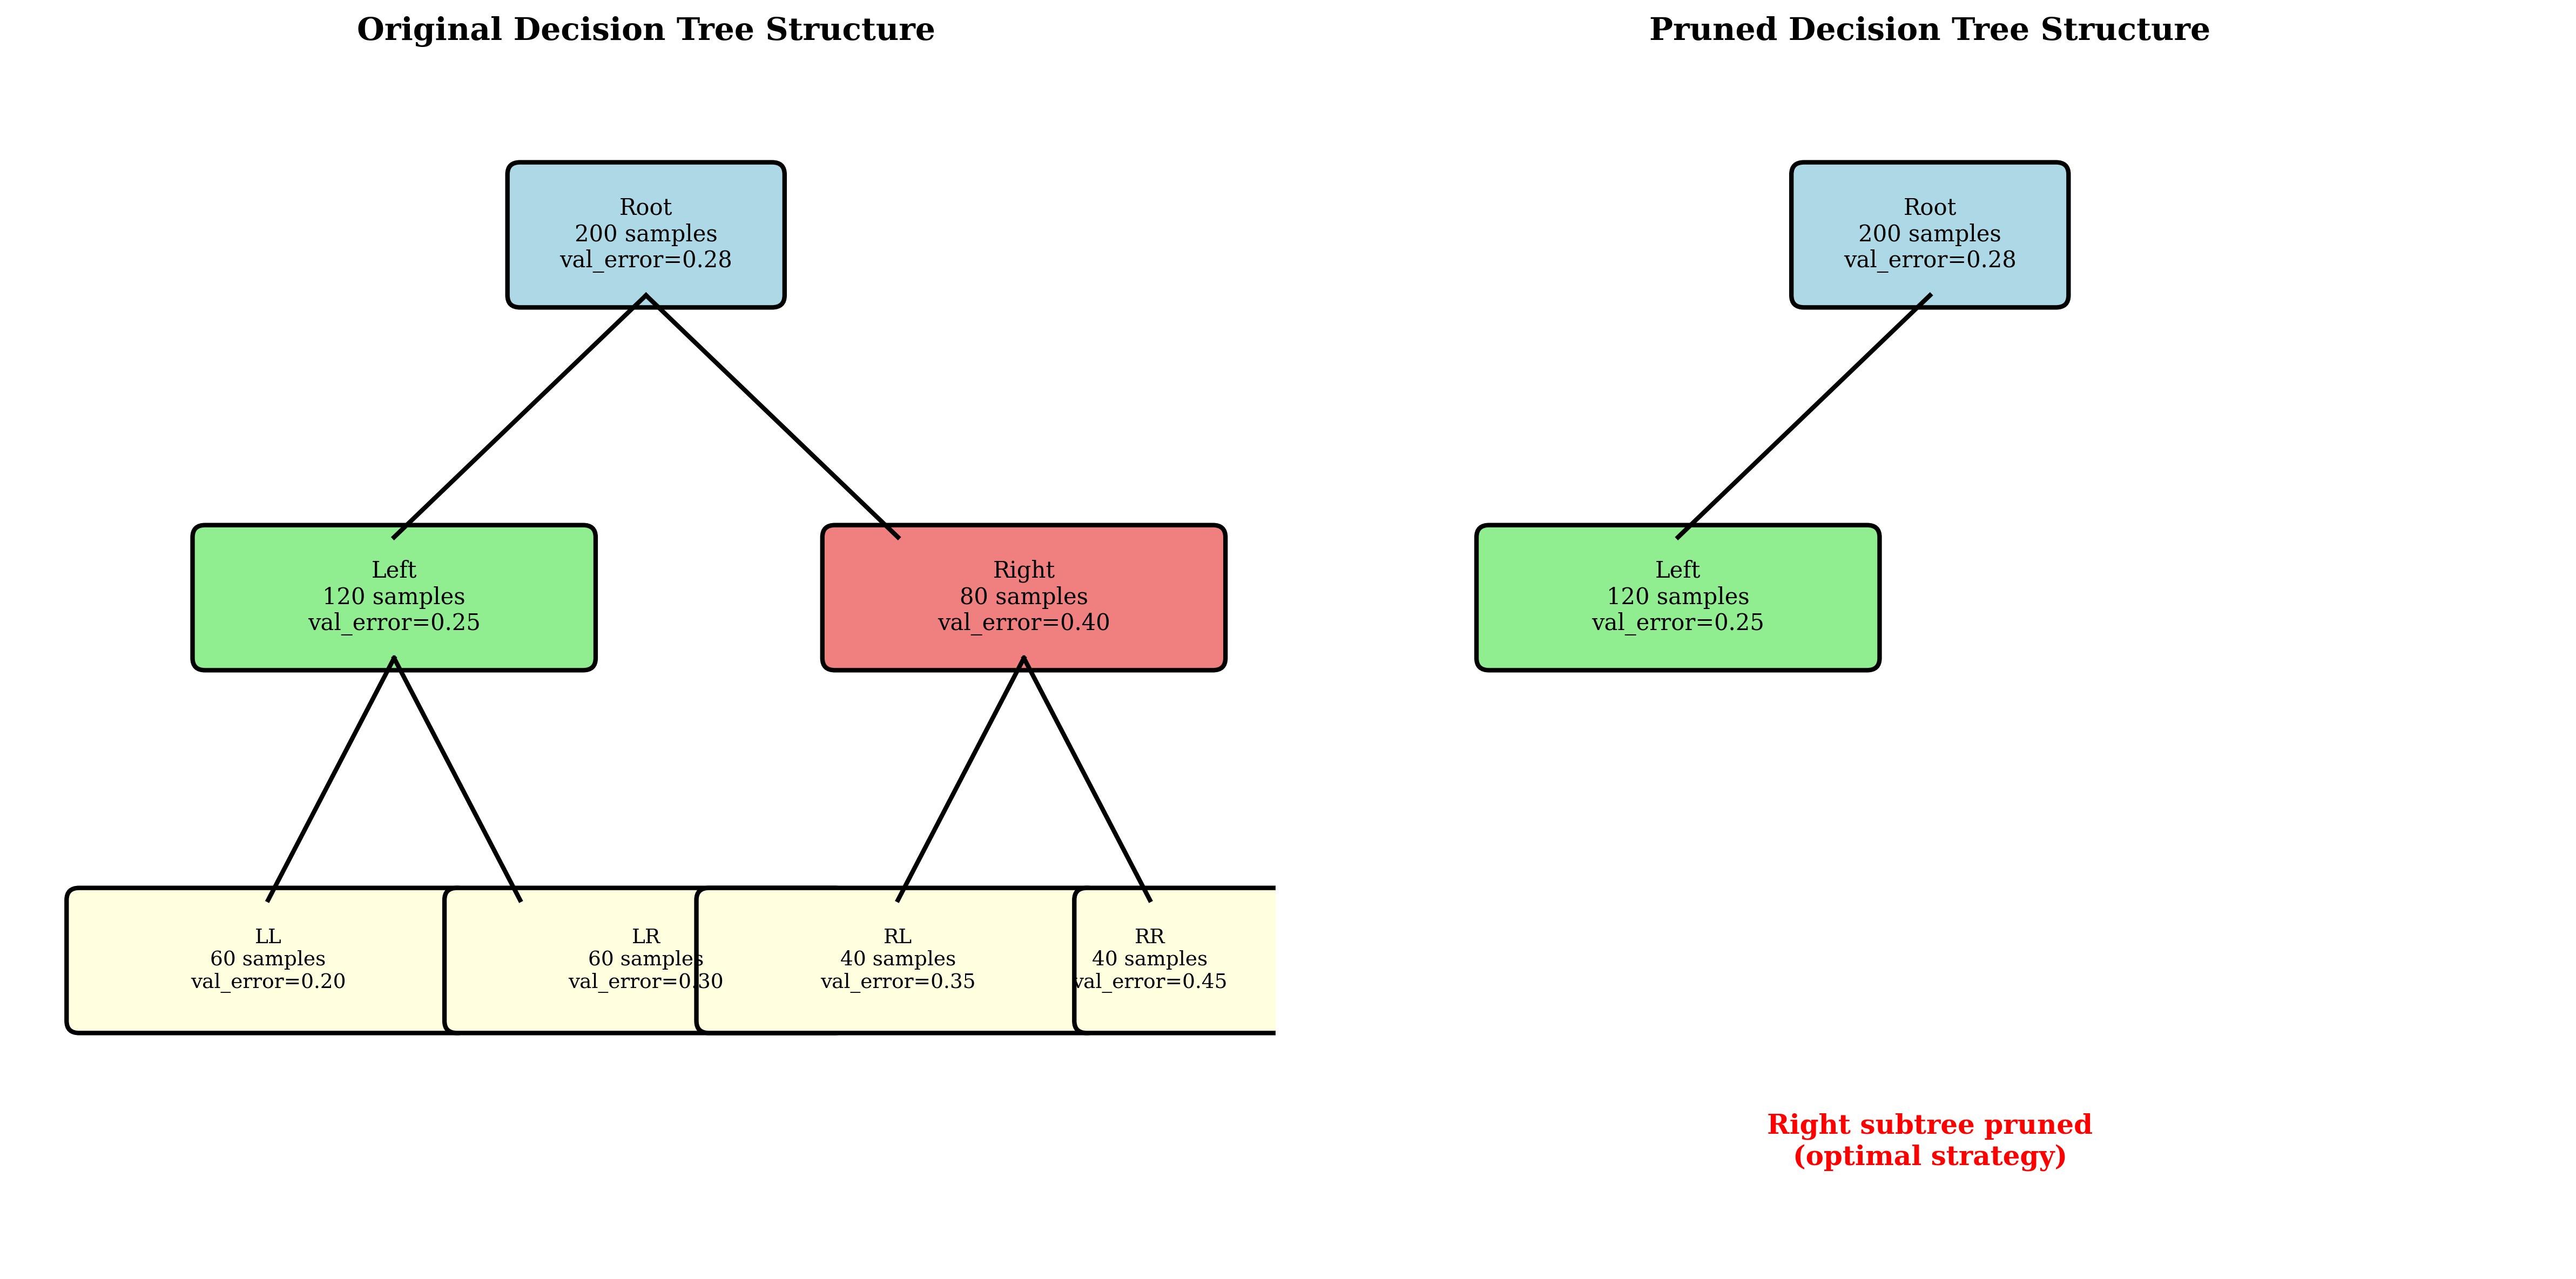 Original Decision Tree Structure
Root
200 samples
val_error=0.28
Left
120 samples
val_error=0.25
Right
80 samples
val_error=0.40
LL
60 samples
val_error=0.20
LR
60 samples
val_error=0.30
RL
40 samples
val_error=0.35
RR
40 samples
val_error=0.45
Pruned Decision Tree Structure
Root
200 samples
val_error=0.28
Left
120 samples
val_error=0.25
Right subtree pruned
(optimal strategy)